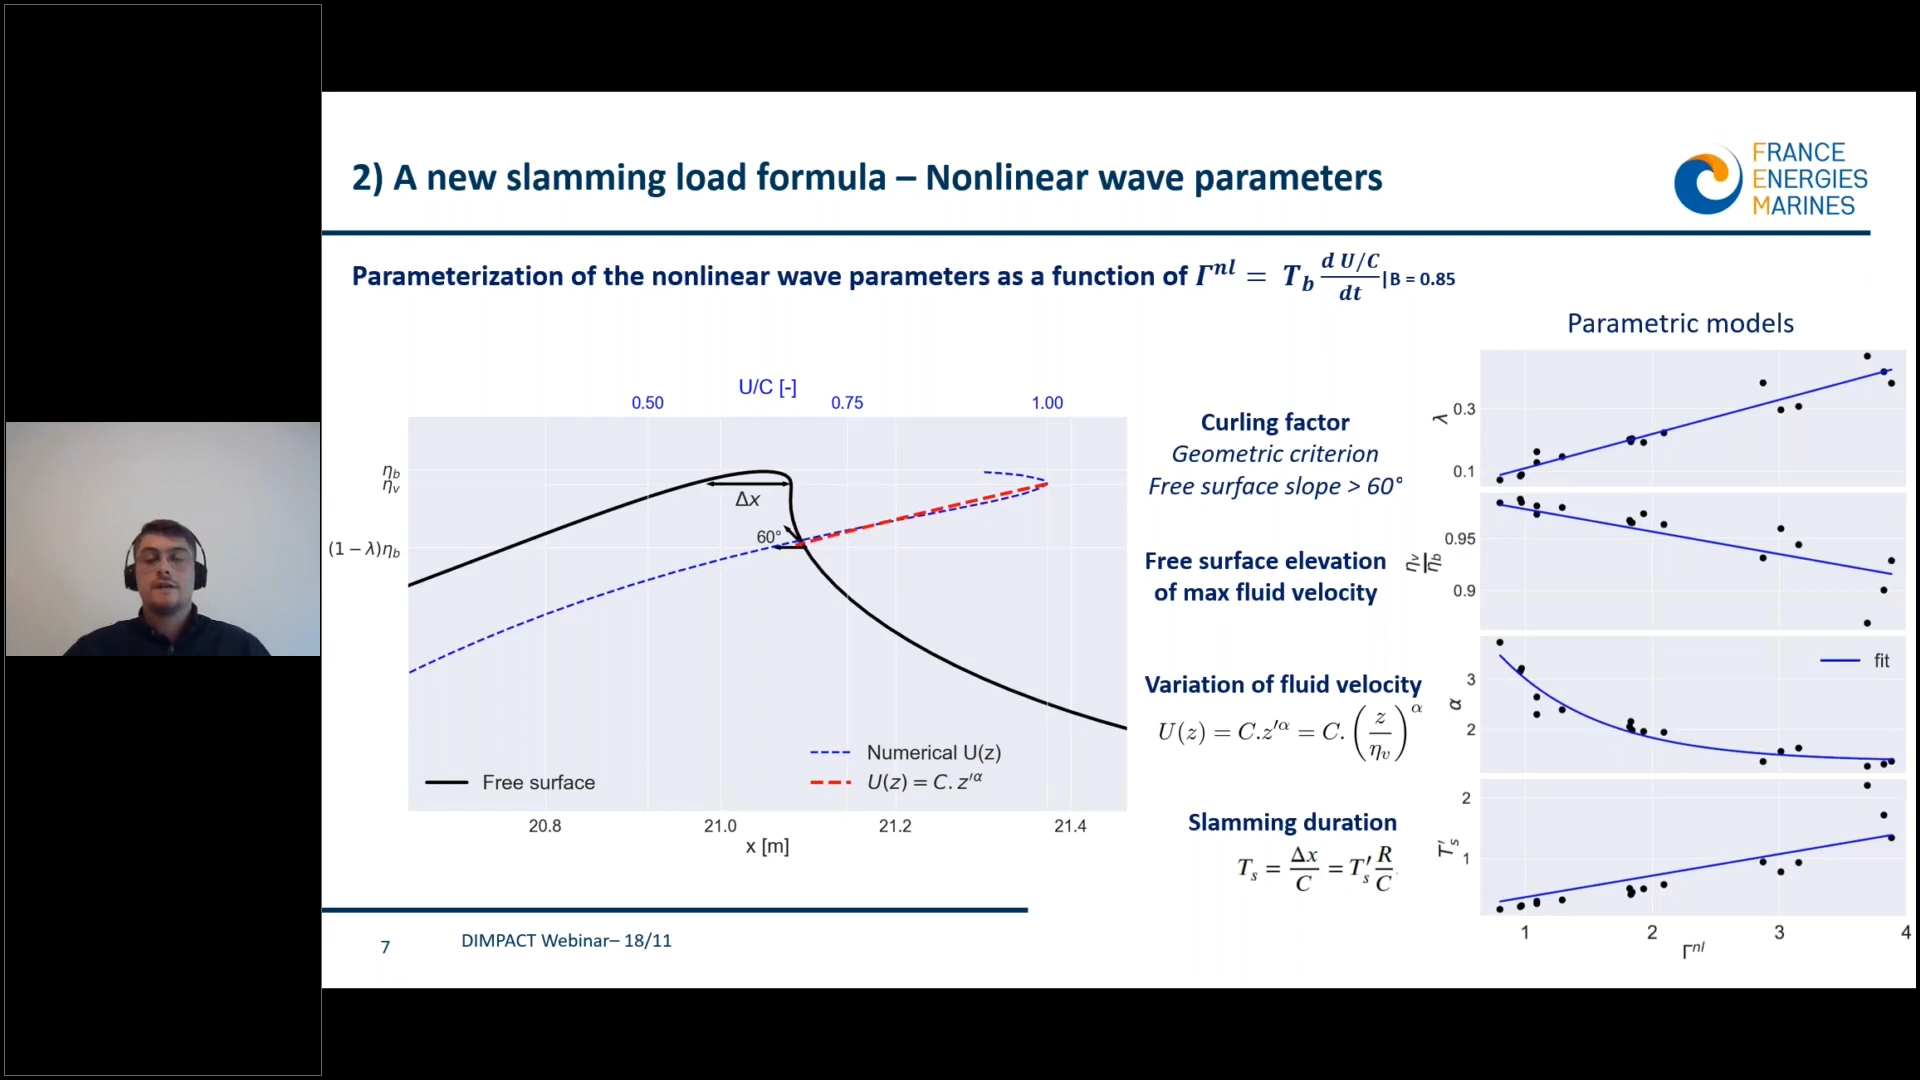 2) A new slamming load formula – Nonlinear wave parameters
FRANCE
ENERGIES
MARINES
Parameterization of the nonlinear wave parameters as a function of Γⁿˡ = T_b d U/C / dt |B = 0.85
Parametric models
U/C [-]
0.50 0.75 1.00
η_b
η_v
Δx
60°
(1 − λ)η_b
Free surface
Numerical U(z)
U(z) = C. z′ᵅ
20.8 21.0 21.2 21.4
x [m]
Curling factor
Geometric criterion
Free surface slope > 60°
Free surface elevation
of max fluid velocity
Variation of fluid velocity
U(z) = C.z′ᵅ = C. (z/η_v)ᵅ
Slamming duration
T_s = Δx/C = T′_s R/C
λ
0.3
0.1
η_v/η_b
0.95
0.9
α
3
2
fit
T′_s
2
1
1 2 3 4
Γⁿˡ
7
DIMPACT Webinar– 18/11